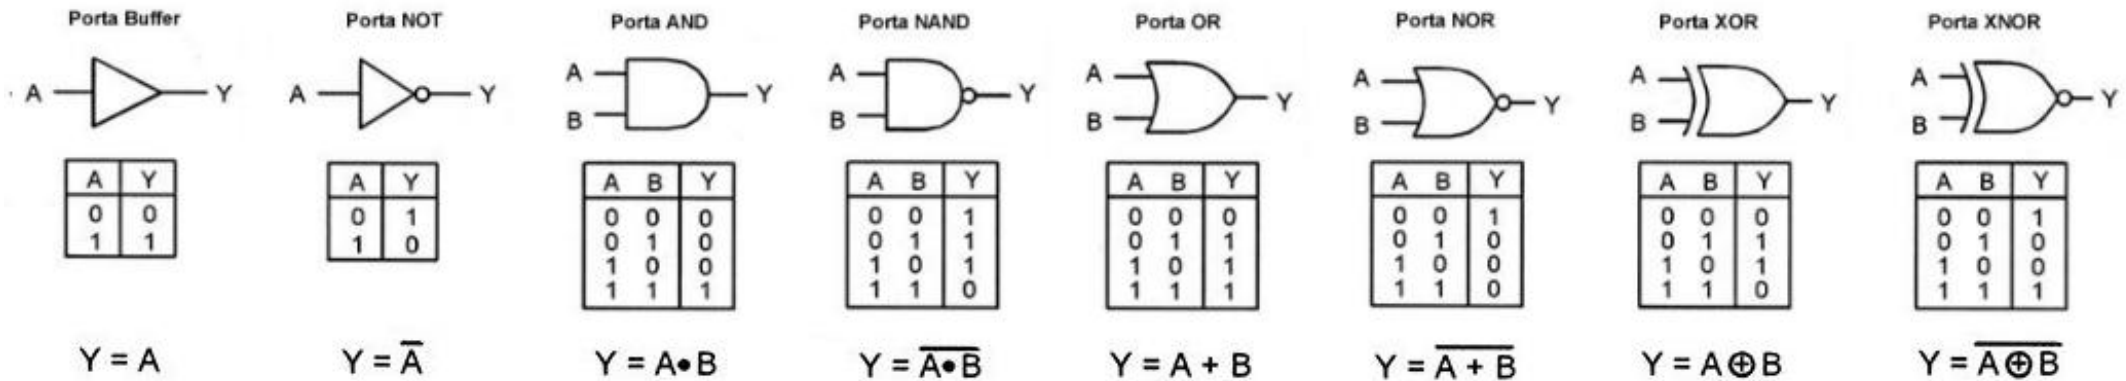 Porta Buffer Porta NOT Porta AND Porta NAND Porta OR Porta NOR Porta XOR Porta XNOR
A Y A Y A B Y A B Y A B Y A B Y A B Y A B Y
A Y A Y A B Y A B Y A B Y A B Y A B Y A B Y
0 0 0 1 0 0 0 0 0 1 0 0 0 0 0 1 0 0 0 0 0 1
1 1 1 0 0 1 0 0 1 1 0 1 1 0 1 0 0 1 1 0 1 0
1 0 0 1 0 1 1 0 1 1 0 0 1 0 1 1 0 0
1 1 1 1 1 0 1 1 1 1 1 0 1 1 0 1 1 1
Y = A Y = A̅ Y = A•B Y = A̅•̅B̅ Y = A + B Y = A̅ ̅+̅ ̅B̅ Y = A⊕B Y = A̅⊕̅B̅